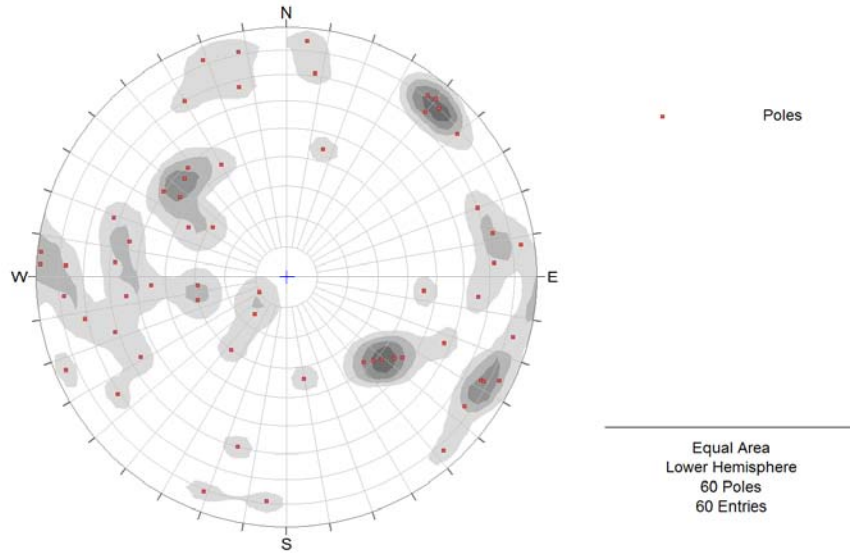 N
Poles
W
E
S
Equal Area
Lower Hemisphere
60 Poles
60 Entries